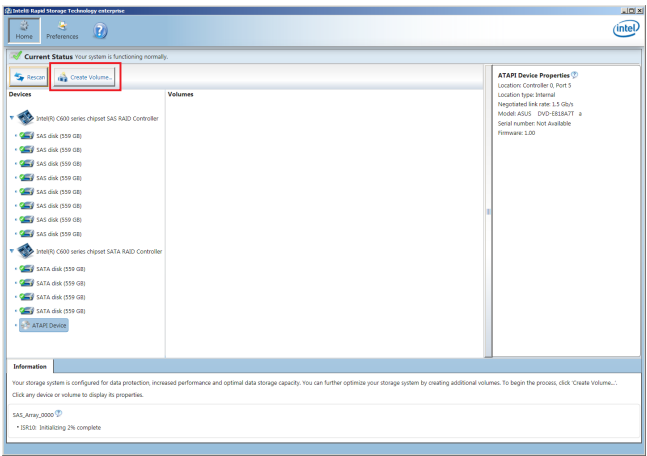 Intel® Rapid Storage Technology enterprise
Home
Preferences
intel
Current Status Your system is functioning normally.
Rescan
Create Volume...
Devices
Volumes
Intel(R) C600 series chipset SAS RAID Controller
SAS disk (559 GB)
SAS disk (559 GB)
SAS disk (559 GB)
SAS disk (559 GB)
SAS disk (559 GB)
SAS disk (559 GB)
SAS disk (559 GB)
SAS disk (559 GB)
Intel(R) C600 series chipset SATA RAID Controller
SATA disk (559 GB)
SATA disk (559 GB)
SATA disk (559 GB)
SATA disk (559 GB)
ATAPI Device
ATAPI Device Properties
Location: Controller 0, Port 5
Location type: Internal
Negotiated link rate: 1.5 Gb/s
Model: ASUS DVD-E818A7T a
Serial number: Not Available
Firmware: 1.00
Information
Your storage system is configured for data protection, increased performance and optimal data storage capacity. You can further optimize your storage system by creating additional volumes. To begin the process, click 'Create Volume...'.
Click any device or volume to display its properties.
SAS_Array_0000
ISR10: Initializing 2% complete